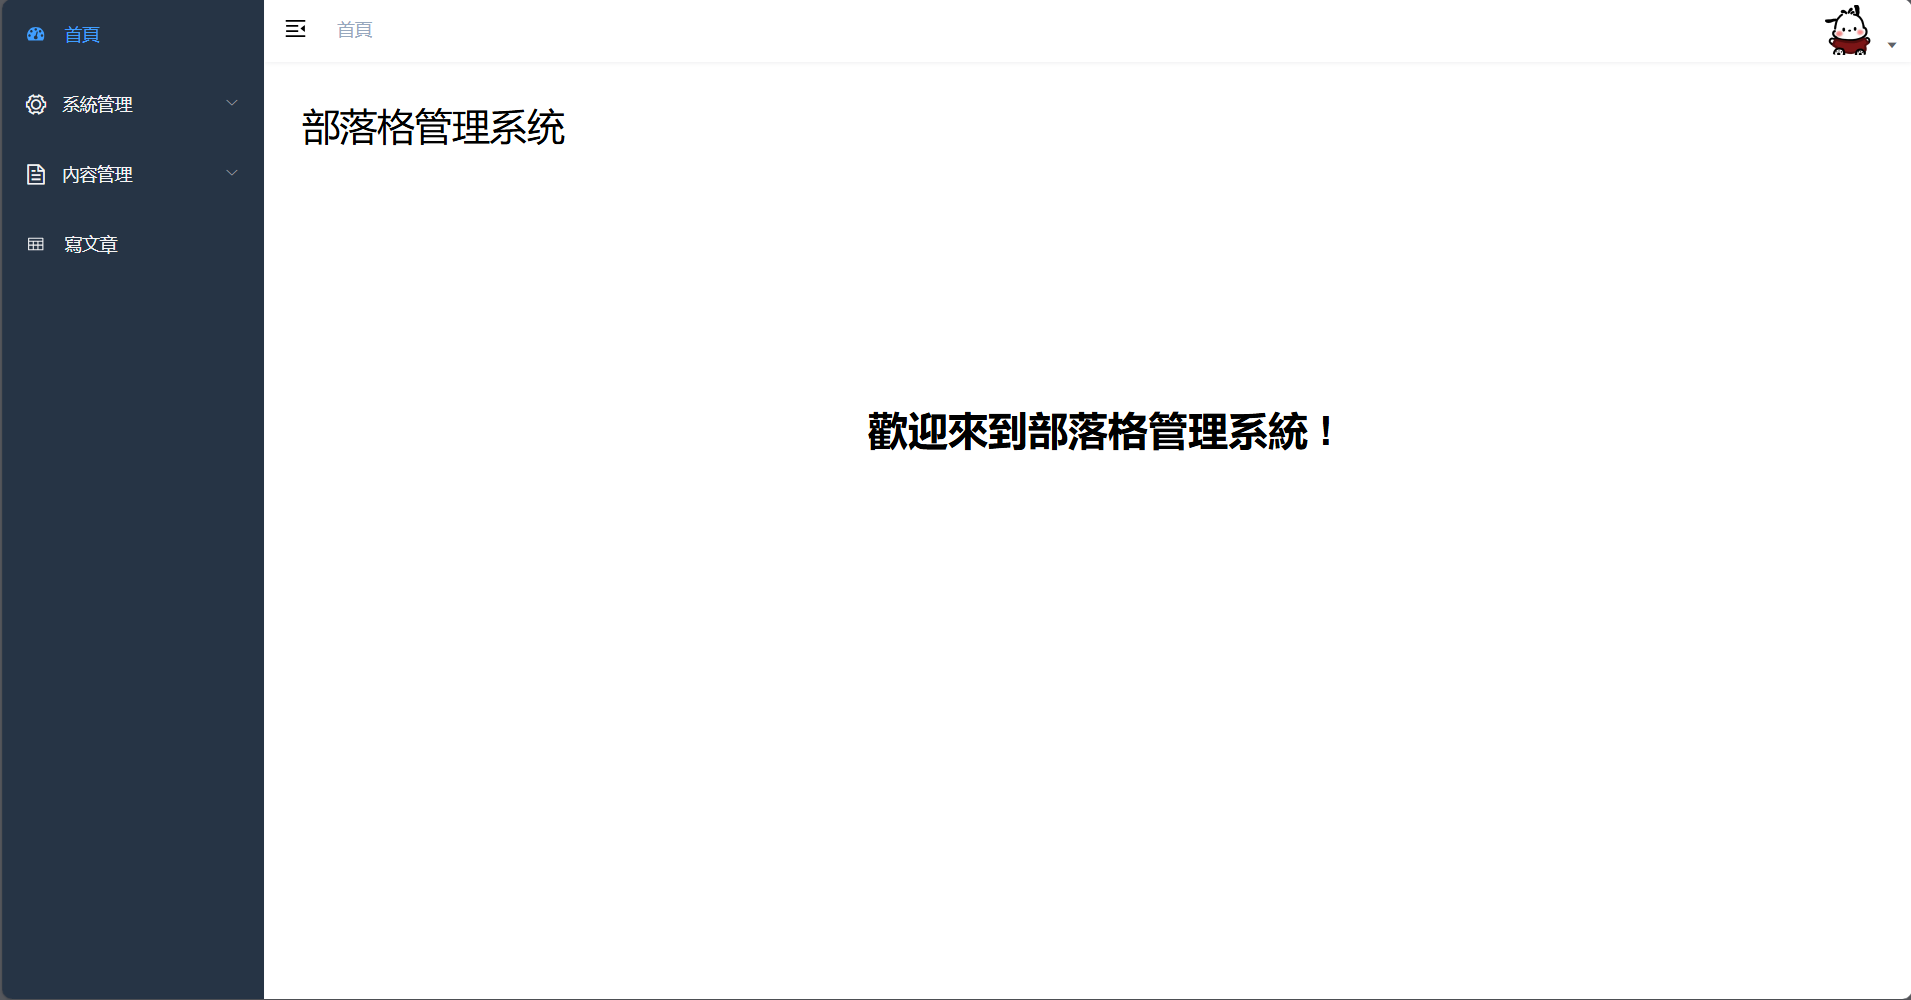 首頁
系統管理
內容管理
寫文章
首頁
部落格管理系统
歡迎來到部落格管理系統！